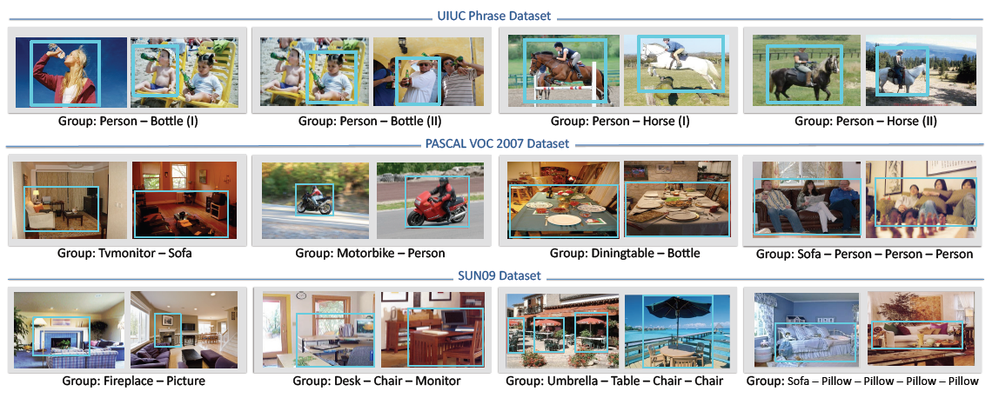 UIUC Phrase Dataset
Group: Person – Bottle (I)
Group: Person – Bottle (II)
Group: Person – Horse (I)
Group: Person – Horse (II)
PASCAL VOC 2007 Dataset
Group: Tvmonitor – Sofa
Group: Motorbike – Person
Group: Diningtable – Bottle
Group: Sofa – Person – Person – Person
SUN09 Dataset
Group: Fireplace – Picture
Group: Desk – Chair – Monitor
Group: Umbrella – Table – Chair – Chair
Group: Sofa – Pillow – Pillow – Pillow – Pillow